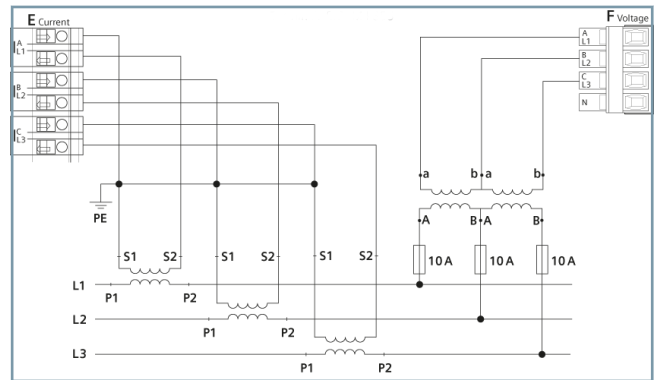 E Current
F Voltage
A
L1
B
L2
C
L3
A
L1
B
L2
C
L3
N
a b a b
PE
A B A B
S1 S2 S1 S2 S1 S2
10 A 10 A 10 A
L1
P1 P2
L2
P1 P2
L3
P1 P2